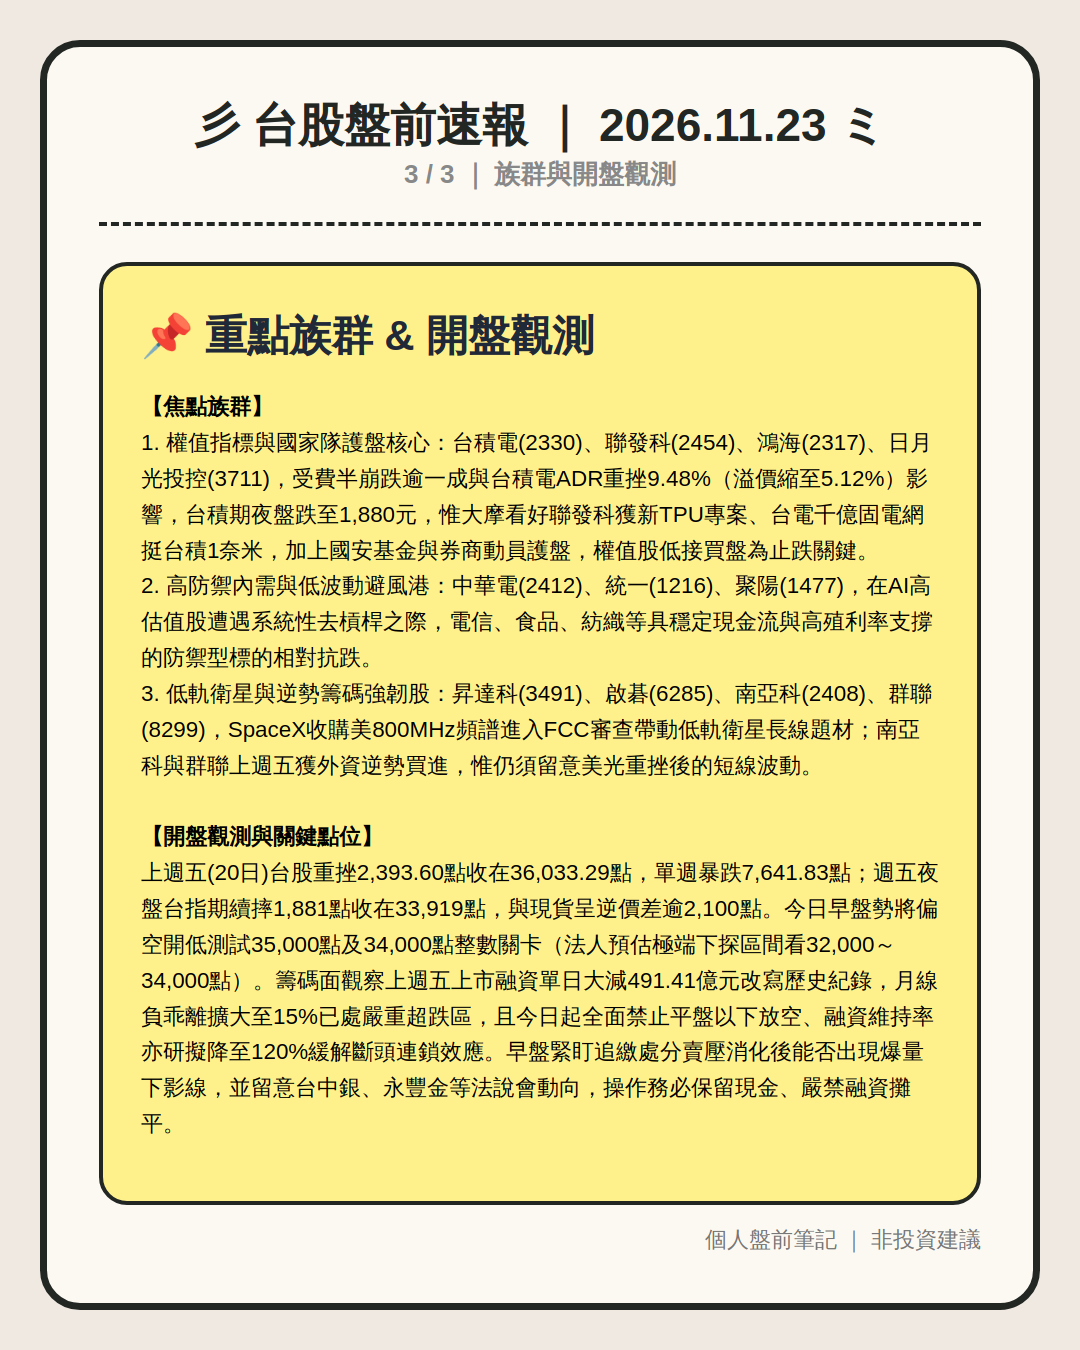 彡 台股盤前速報 ｜ 2026.11.23 ミ
3 / 3 ｜ 族群與開盤觀測
📌 重點族群 & 開盤觀測
【焦點族群】
1. 權值指標與國家隊護盤核心：台積電(2330)、聯發科(2454)、鴻海(2317)、日月
光投控(3711)，受費半崩跌逾一成與台積電ADR重挫9.48%（溢價縮至5.12%）影
響，台積期夜盤跌至1,880元，惟大摩看好聯發科獲新TPU專案、台電千億固電網
挺台積1奈米，加上國安基金與券商動員護盤，權值股低接買盤為止跌關鍵。
2. 高防禦內需與低波動避風港：中華電(2412)、統一(1216)、聚陽(1477)，在AI高
估值股遭遇系統性去槓桿之際，電信、食品、紡織等具穩定現金流與高殖利率支撐
的防禦型標的相對抗跌。
3. 低軌衛星與逆勢籌碼強韌股：昇達科(3491)、啟碁(6285)、南亞科(2408)、群聯
(8299)，SpaceX收購美800MHz頻譜進入FCC審查帶動低軌衛星長線題材；南亞
科與群聯上週五獲外資逆勢買進，惟仍須留意美光重挫後的短線波動。
【開盤觀測與關鍵點位】
上週五(20日)台股重挫2,393.60點收在36,033.29點，單週暴跌7,641.83點；週五夜
盤台指期續摔1,881點收在33,919點，與現貨呈逆價差逾2,100點。今日早盤勢將偏
空開低測試35,000點及34,000點整數關卡（法人預估極端下探區間看32,000～
34,000點）。籌碼面觀察上週五上市融資單日大減491.41億元改寫歷史紀錄，月線
負乖離擴大至15%已處嚴重超跌區，且今日起全面禁止平盤以下放空、融資維持率
亦研擬降至120%緩解斷頭連鎖效應。早盤緊盯追繳處分賣壓消化後能否出現爆量
下影線，並留意台中銀、永豐金等法說會動向，操作務必保留現金、嚴禁融資攤
平。
個人盤前筆記 ｜ 非投資建議